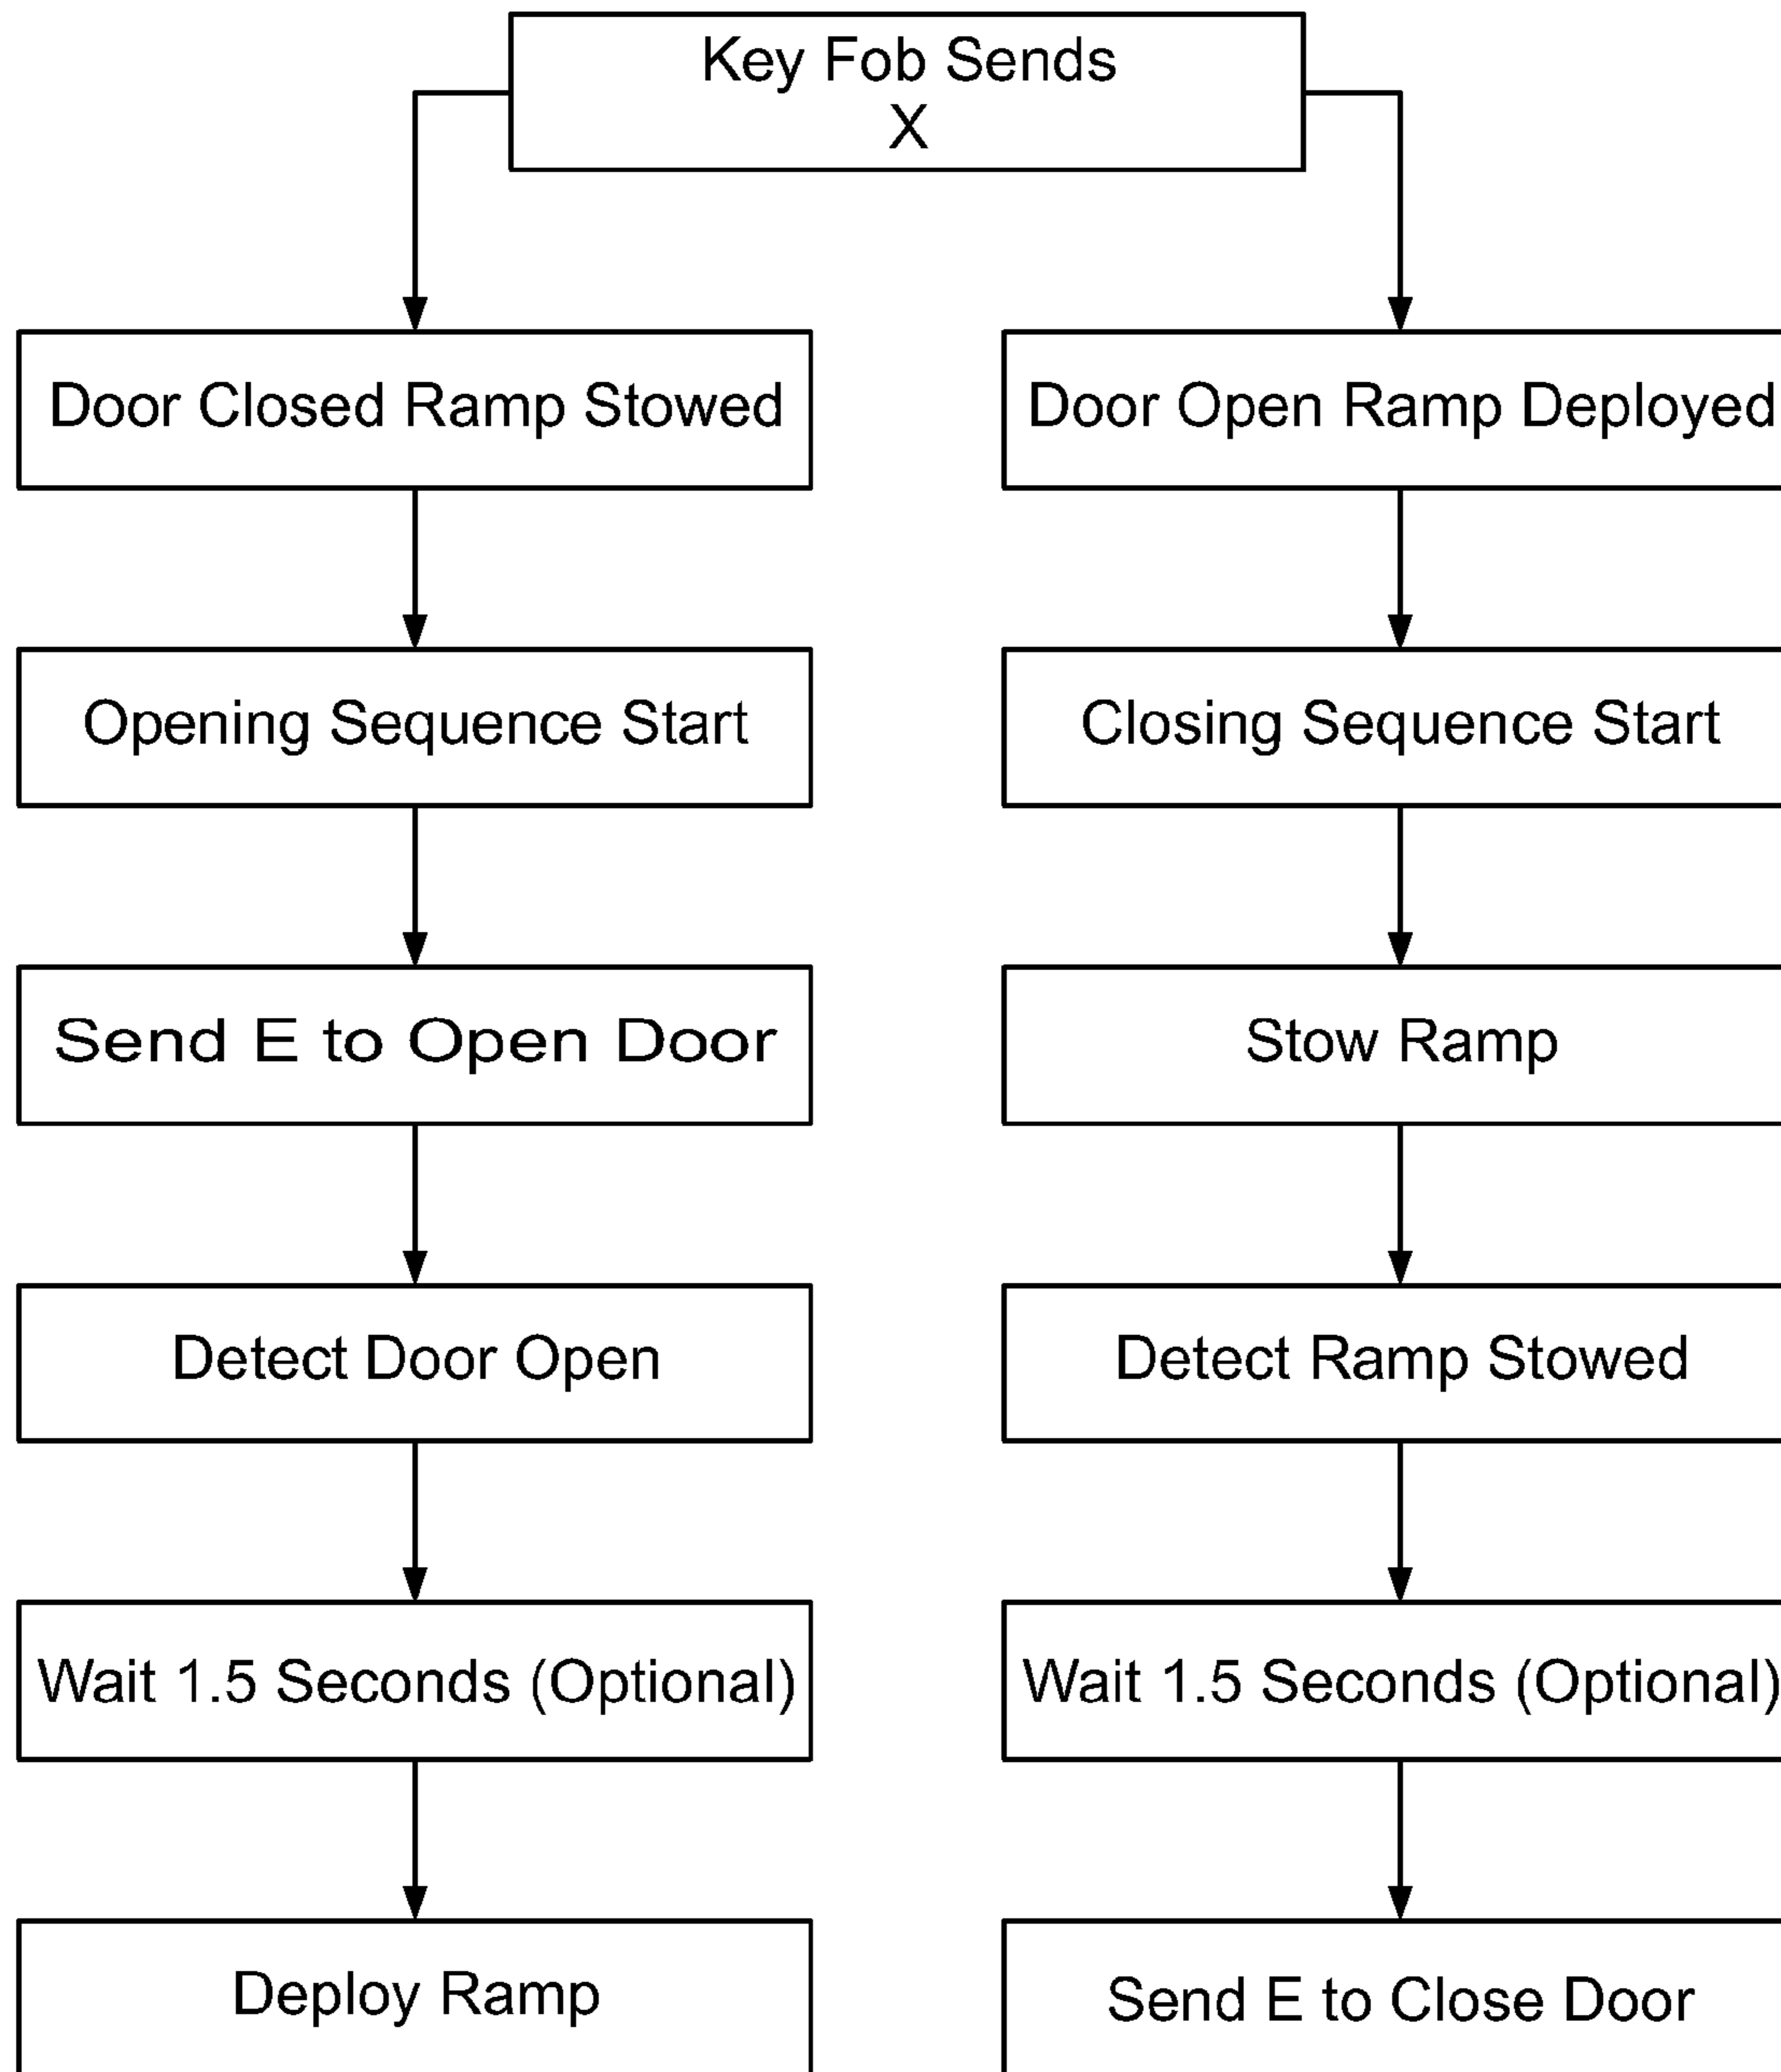 Key Fob Sends
X
Door Closed Ramp Stowed
Door Open Ramp Deployed
Opening Sequence Start
Closing Sequence Start
Send E to Open Door
Stow Ramp
Detect Door Open
Detect Ramp Stowed
Wait 1.5 Seconds (Optional)
Wait 1.5 Seconds (Optional)
Deploy Ramp
Send E to Close Door